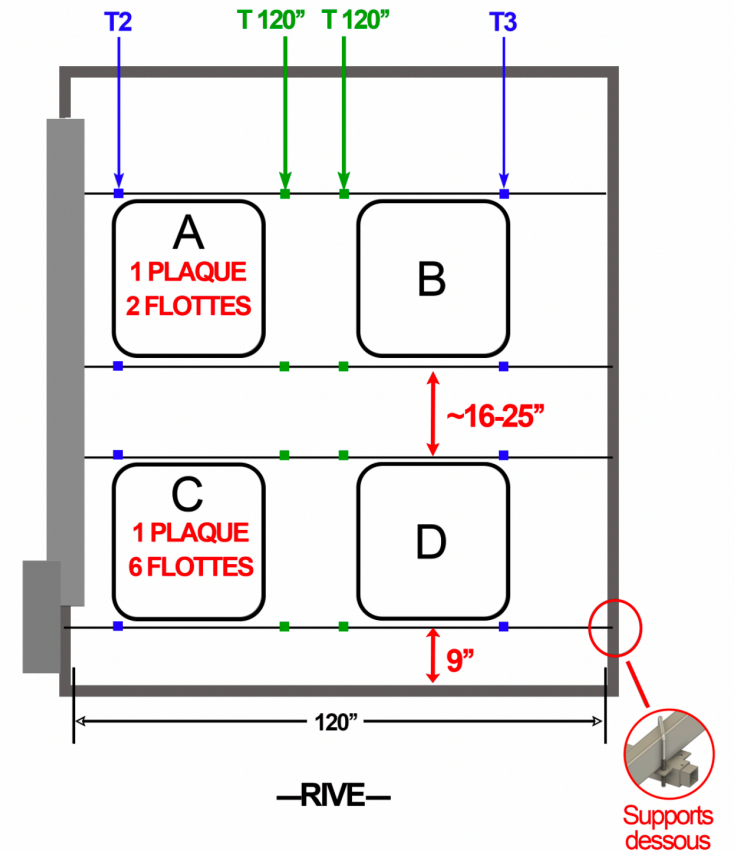 T2 T 120” T 120” T3
A
1 PLAQUE
2 FLOTTES
B
~16-25”
C
1 PLAQUE
6 FLOTTES
D
9”
120”
—RIVE—
Supports
dessous